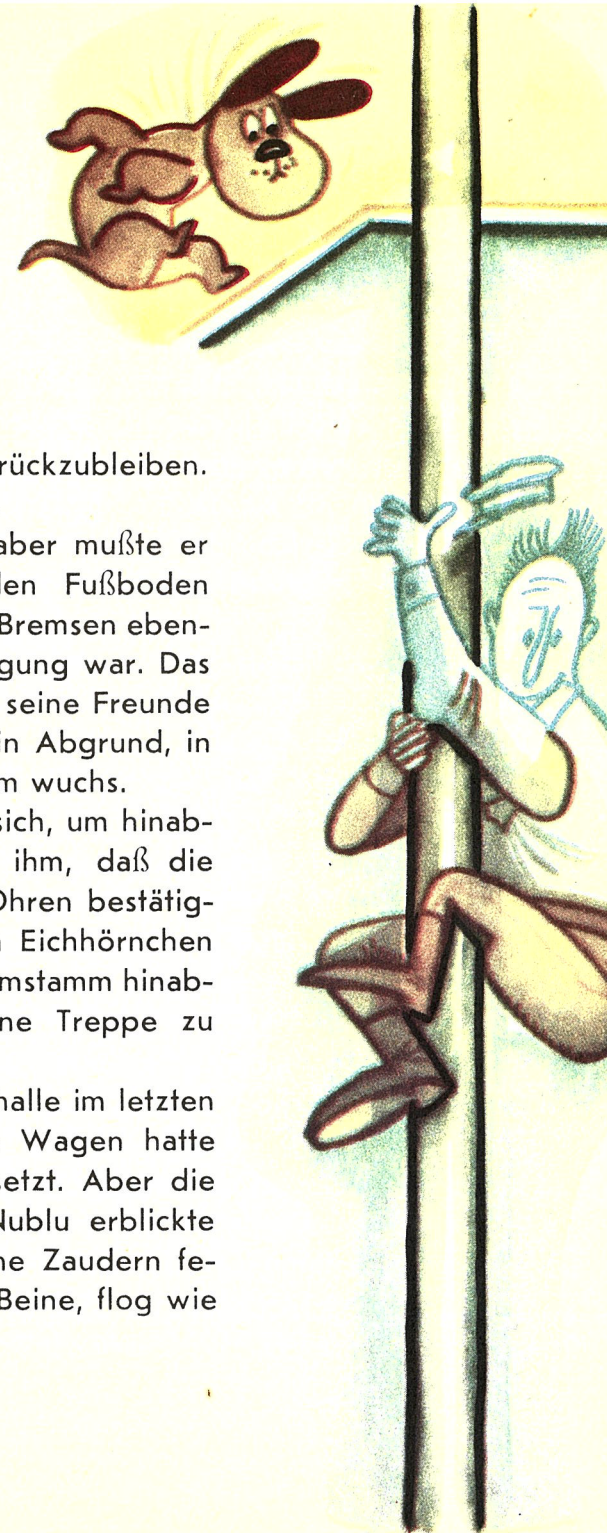 rückzubleiben.
aber mußte er
den Fußboden
Bremsen eben-
gung war. Das
seine Freunde
in Abgrund, in
m wuchs.
sich, um hinab-
ihm, daß die
Ohren bestätig-
n Eichhörnchen
mstamm hinab-
ne Treppe zu
halle im letzten
Wagen hatte
setzt. Aber die
Nublu erblickte
ne Zaudern fe-
Beine, flog wie